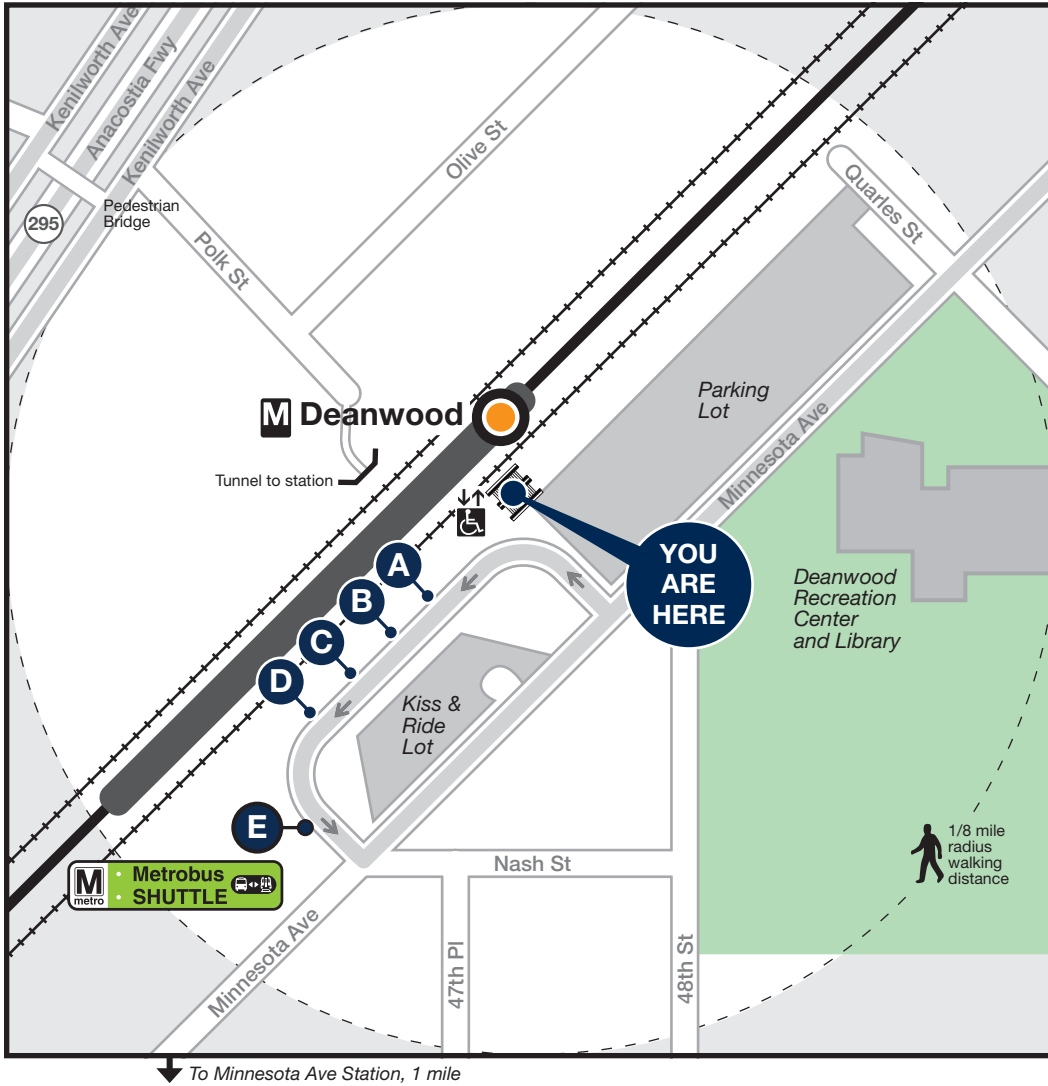 Kenilworth Ave
Anacostia Fwy
Kenilworth Ave
295
Pedestrian
Bridge
Polk St
Olive St
Quarles St
M Deanwood
Tunnel to station
Parking
Lot
Minnesota Ave
YOU
ARE
HERE
Deanwood
Recreation
Center
and Library
A
B
C
D
E
Kiss &
Ride
Lot
M
metro
· Metrobus
· SHUTTLE
Nash St
1/8 mile
radius
walking
distance
Minnesota Ave
47th Pl
48th St
To Minnesota Ave Station, 1 mile